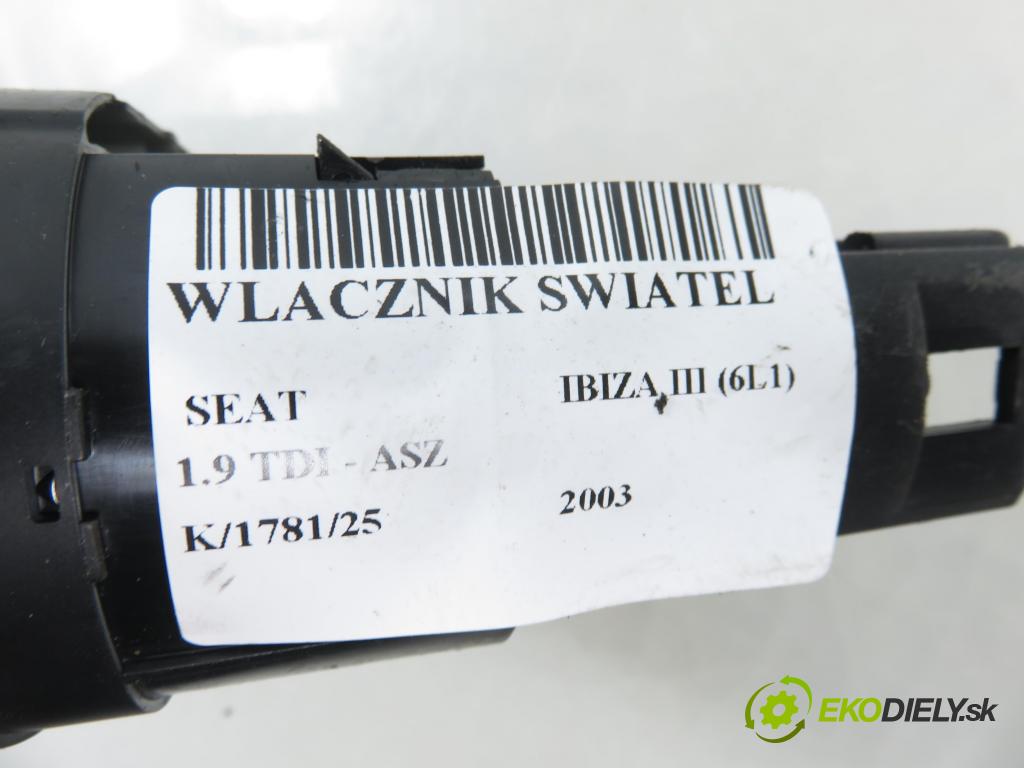 WLACZNIK SWIATEL
SEAT IBIZA III (6L1)
1.9 TDI - ASZ
K/1781/25 2003
EKODIELY.sk